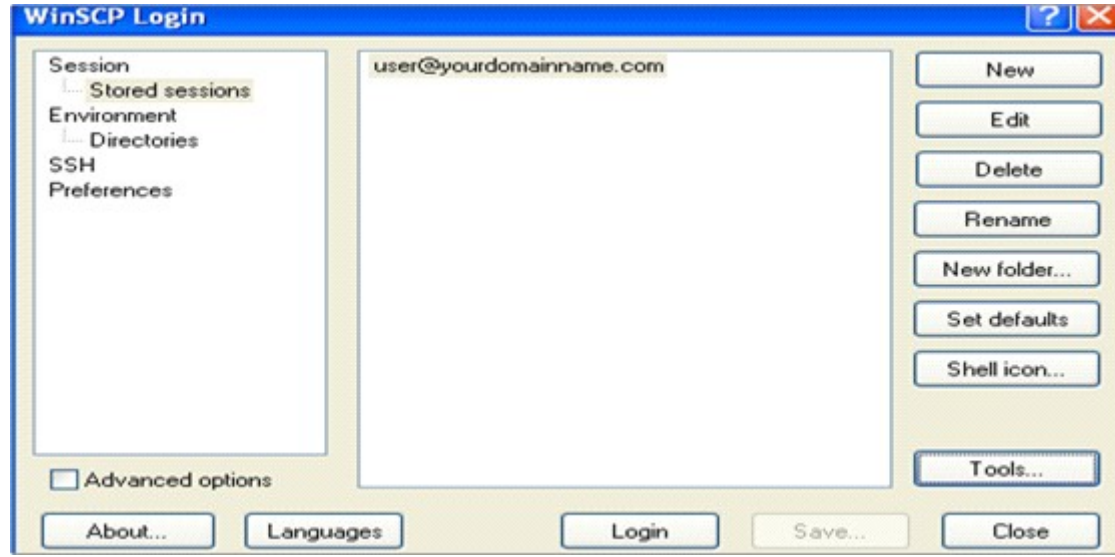 WinSCP Login
Session
Stored sessions
Environment
Directories
SSH
Preferences
Advanced options
user@yourdomainname.com
New
Edit
Delete
Rename
New folder...
Set defaults
Shell icon...
Tools...
About...
Languages
Login
Save...
Close